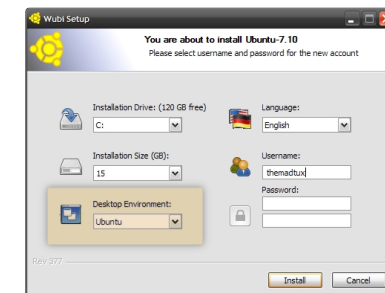 Wubi Setup
You are about to install Ubuntu-7.10
Please select username and password for the new account
Installation Drive: (120 GB free)
C:
Language:
English
Installation Size (GB):
15
Username:
themadtux
Password:
Desktop Environment:
Ubuntu
Rev 377
Install
Cancel